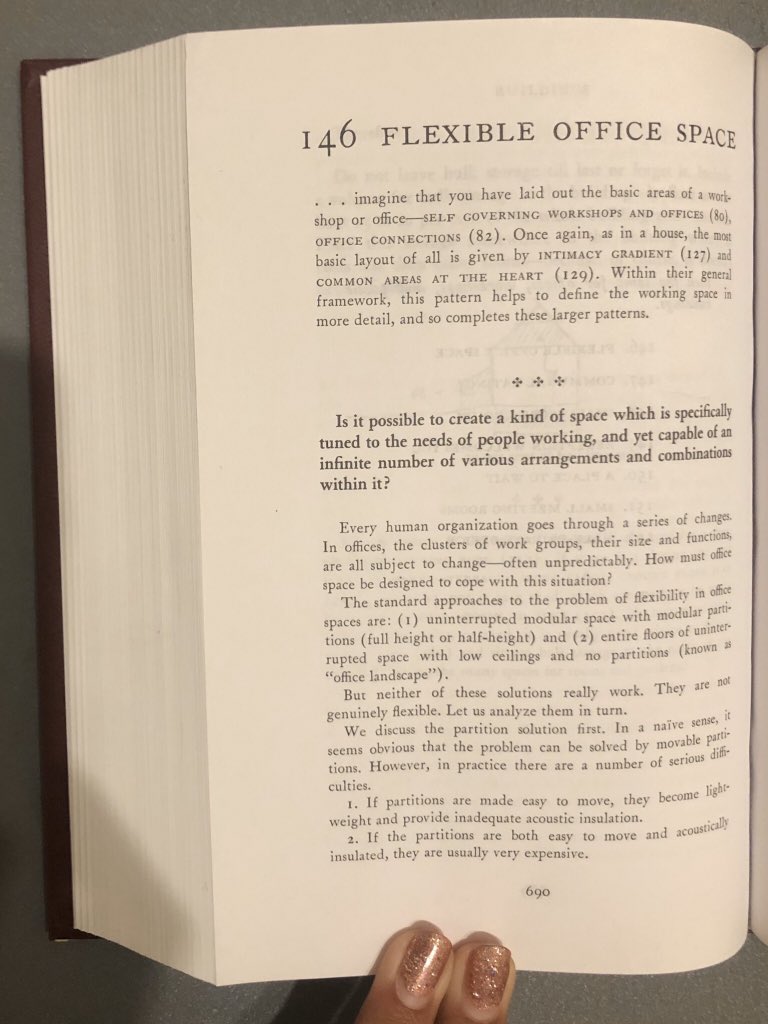 146 FLEXIBLE OFFICE SPACE
. . . imagine that you have laid out the basic areas of a work-
shop or office—SELF GOVERNING WORKSHOPS AND OFFICES (80),
OFFICE CONNECTIONS (82). Once again, as in a house, the most
basic layout of all is given by INTIMACY GRADIENT (127) and
COMMON AREAS AT THE HEART (129). Within their general
framework, this pattern helps to define the working space in
more detail, and so completes these larger patterns.
Is it possible to create a kind of space which is specifically
tuned to the needs of people working, and yet capable of an
infinite number of various arrangements and combinations
within it?
Every human organization goes through a series of changes.
In offices, the clusters of work groups, their size and functions,
are all subject to change—often unpredictably. How must office
space be designed to cope with this situation?
The standard approaches to the problem of flexibility in office
spaces are: (1) uninterrupted modular space with modular parti-
tions (full height or half-height) and (2) entire floors of uninter-
rupted space with low ceilings and no partitions (known as
“office landscape”).
But neither of these solutions really work. They are not
genuinely flexible. Let us analyze them in turn.
We discuss the partition solution first. In a naïve sense, it
seems obvious that the problem can be solved by movable parti-
tions. However, in practice there are a number of serious diffi-
culties.
1. If partitions are made easy to move, they become light-
weight and provide inadequate acoustic insulation.
2. If the partitions are both easy to move and acoustically
insulated, they are usually very expensive.
690